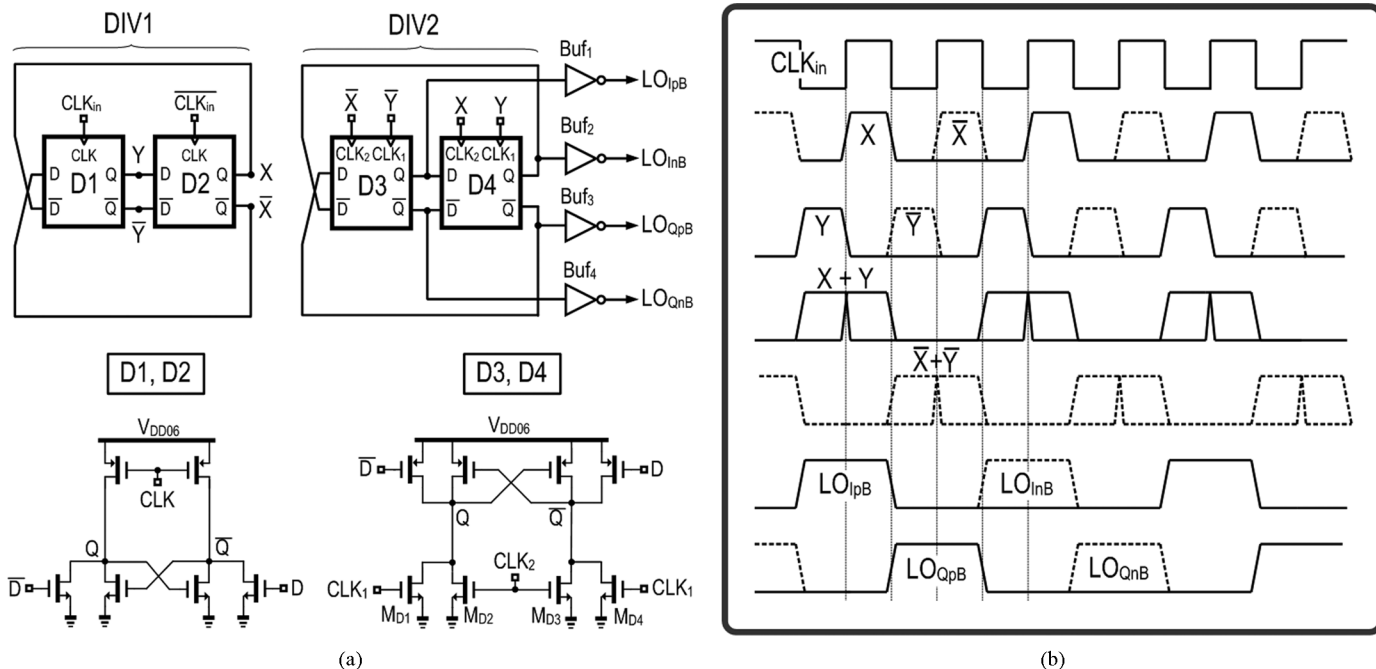 DIV1
DIV2
CLKin
C̅L̅K̅i̅n̅
CLK
CLK
D
D1
Q
D̅
Q̅
Y
Y̅
D
D2
Q
D̅
Q̅
X
X̅
X̅
Y̅
X
Y
CLK2
CLK1
CLK2
CLK1
D
D3
Q
D̅
Q̅
D
D4
Q
D̅
Q̅
Buf1
LOIpB
Buf2
LOInB
Buf3
LOQpB
Buf4
LOQnB
D1, D2
VDD06
CLK
Q
Q̅
D̅
D
D3, D4
VDD06
D̅
D
Q
Q̅
CLK2
CLK1
CLK1
MD1
MD2
MD3
MD4
(a)
CLKin
X
X̅
Y
Y̅
X + Y
X̅+Y̅
LOIpB
LOInB
LOQpB
LOQnB
(b)